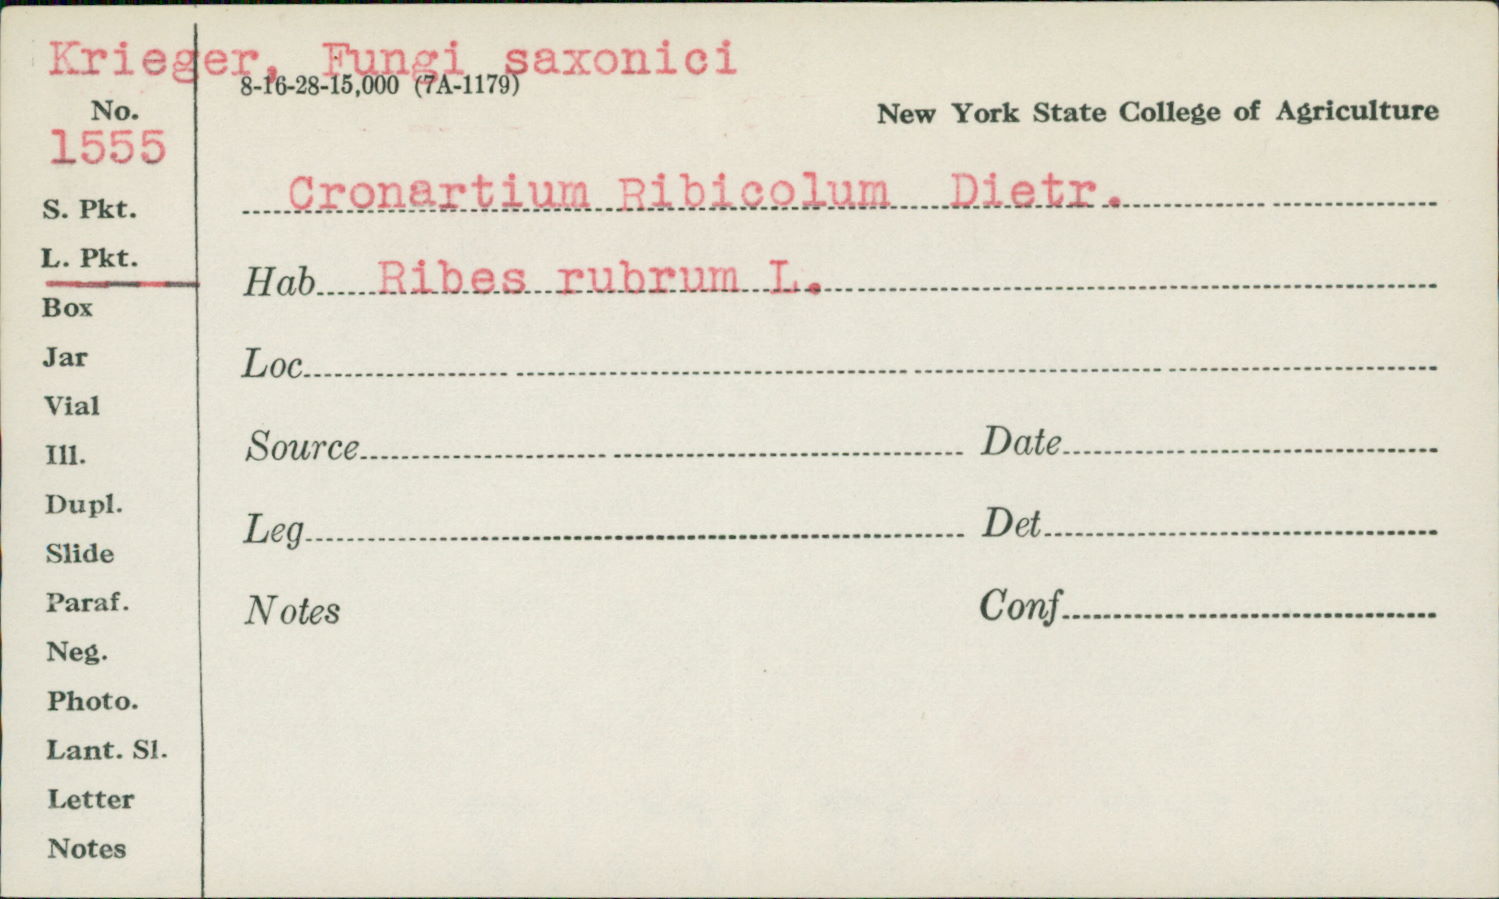 Krieger, Fungi saxonici
8-16-28-15,000 (7A-1179)
No.
New York State College of Agriculture
1555
Cronartium Ribicolum Dietr.
S. Pkt.
L. Pkt.
Hab Ribes rubrum L.
Box
Jar
Loc
Vial
Ill.
Source Date
Dupl.
Leg Det
Slide
Paraf.
Notes Conf
Neg.
Photo.
Lant. Sl.
Letter
Notes